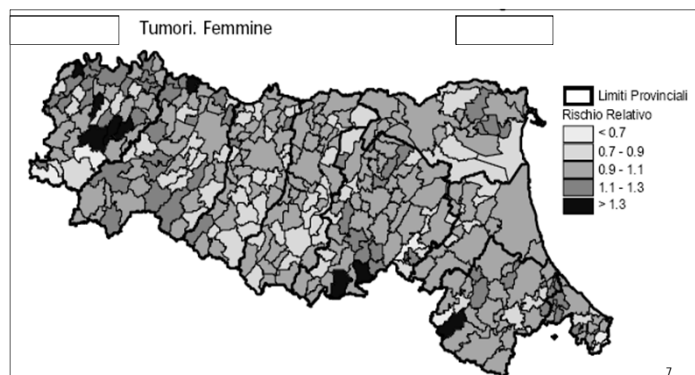 Tumori. Femmine
Limiti Provinciali
Rischio Relativo
< 0.7
0.7 - 0.9
0.9 - 1.1
1.1 - 1.3
> 1.3
7